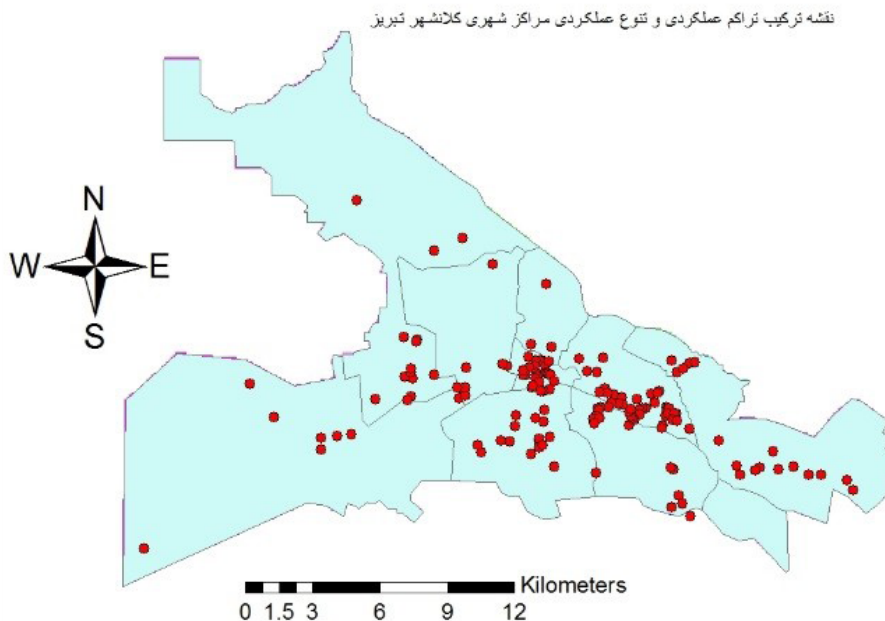 نقشه ترکیب تراکم عملکردی و تنوع عملکردی مراکز شهری کلانشهر تبریز
N
W E
S
Kilometers
0 1.5 3 6 9 12